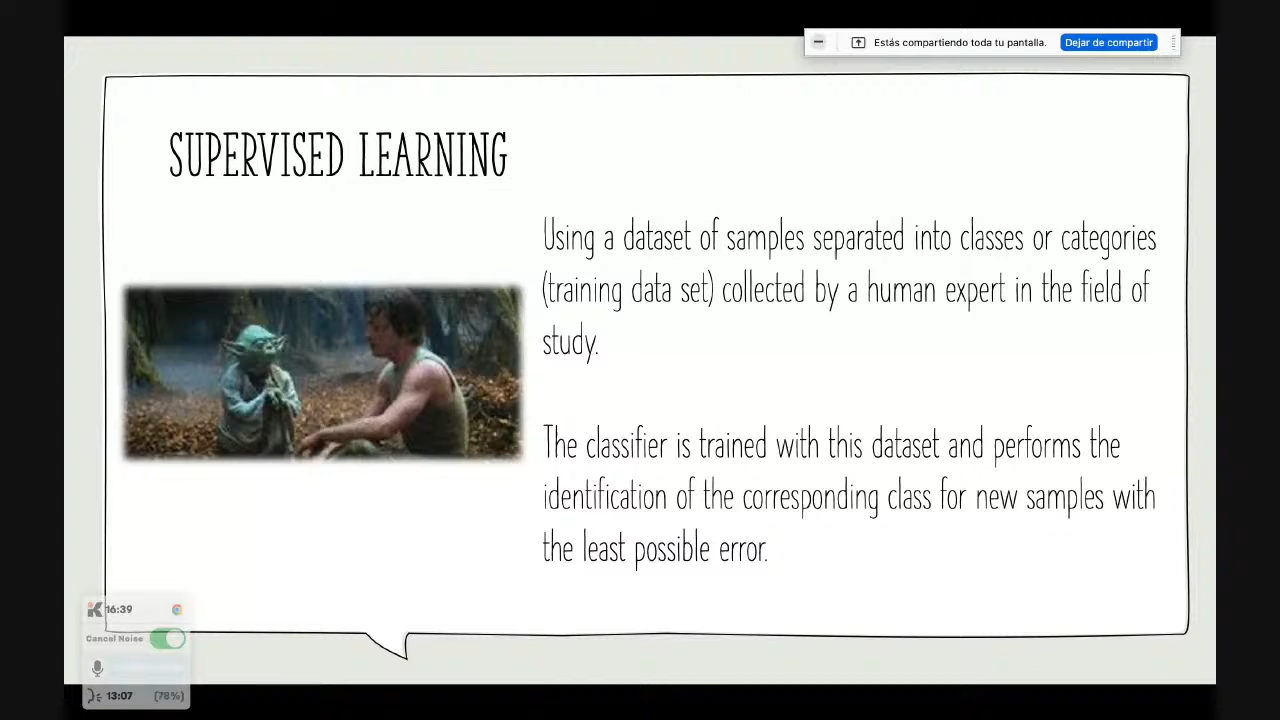 Estás compartiendo toda tu pantalla. Dejar de compartir
SUPERVISED LEARNING
Using a dataset of samples separated into classes or categories
(training data set) collected by a human expert in the field of
study.
The classifier is trained with this dataset and performs the
identification of the corresponding class for new samples with
the least possible error.
16:39
Cancel Noise
13:07 (78%)